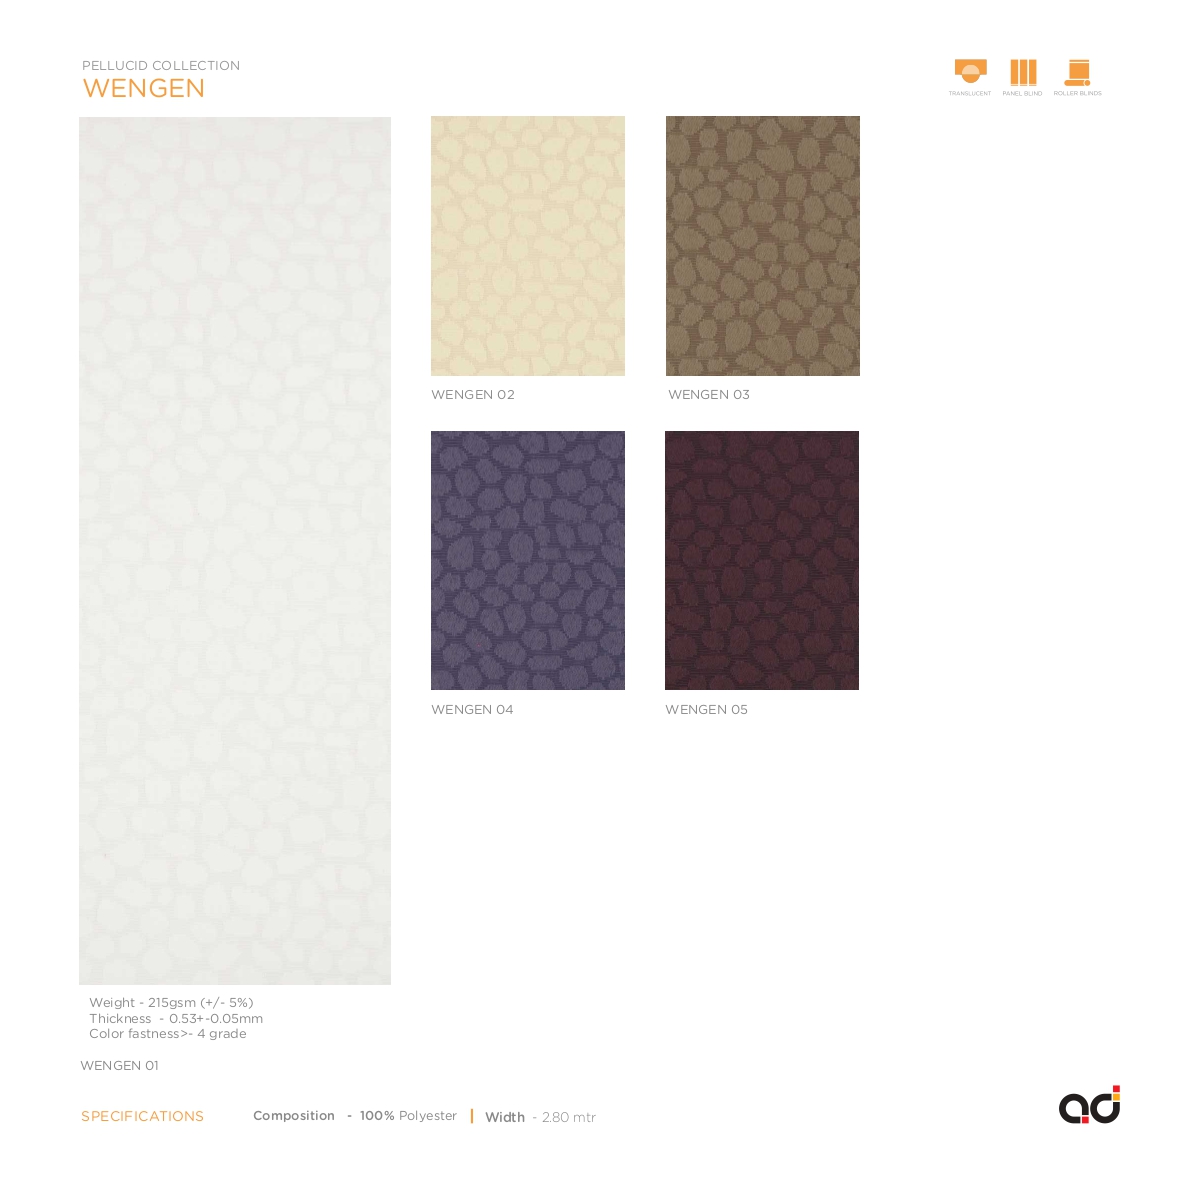 PELLUCID COLLECTION
WENGEN
TRANSLUCENT
PANEL BLIND
ROLLER BLINDS
WENGEN 02
WENGEN 03
WENGEN 04
WENGEN 05
Weight - 215gsm (+/- 5%)
Thickness - 0.53+-0.05mm
Color fastness>- 4 grade
WENGEN 01
SPECIFICATIONS Composition - 100% Polyester | Width - 2.80 mtr
ad